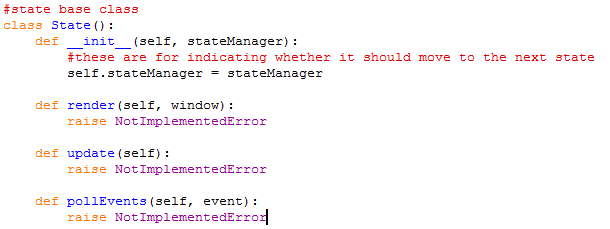 #state base class
class State():
    def __init__(self, stateManager):
        #these are for indicating whether it should move to the next state
        self.stateManager = stateManager

    def render(self, window):
        raise NotImplementedError

    def update(self):
        raise NotImplementedError

    def pollEvents(self, event):
        raise NotImplementedError